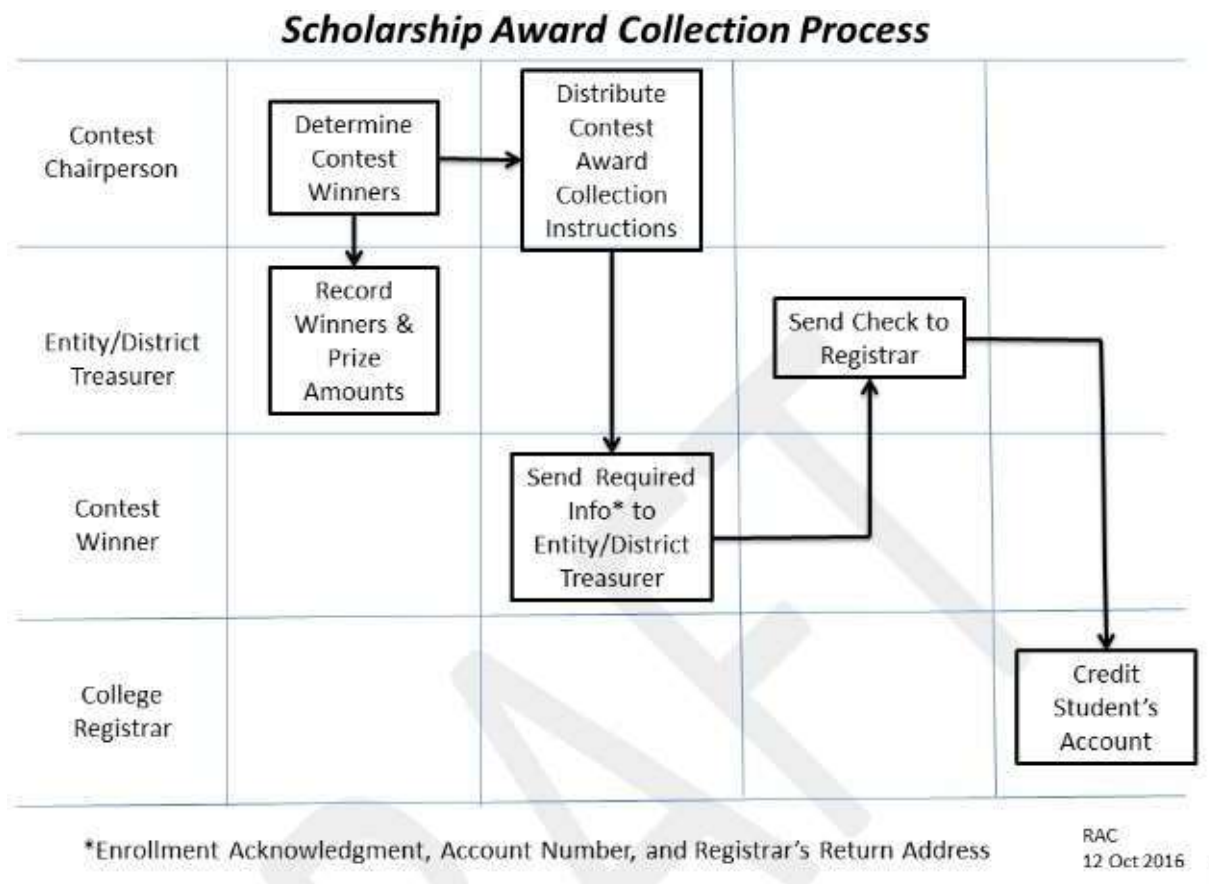 Scholarship Award Collection Process
Contest
Chairperson
Determine
Contest
Winners
Distribute
Contest
Award
Collection
Instructions
Entity/District
Treasurer
Record
Winners &
Prize
Amounts
Send Check to
Registrar
Contest
Winner
Send Required
Info* to
Entity/District
Treasurer
College
Registrar
Credit
Student's
Account
*Enrollment Acknowledgment, Account Number, and Registrar's Return Address
RAC
12 Oct 2016
DRAFT